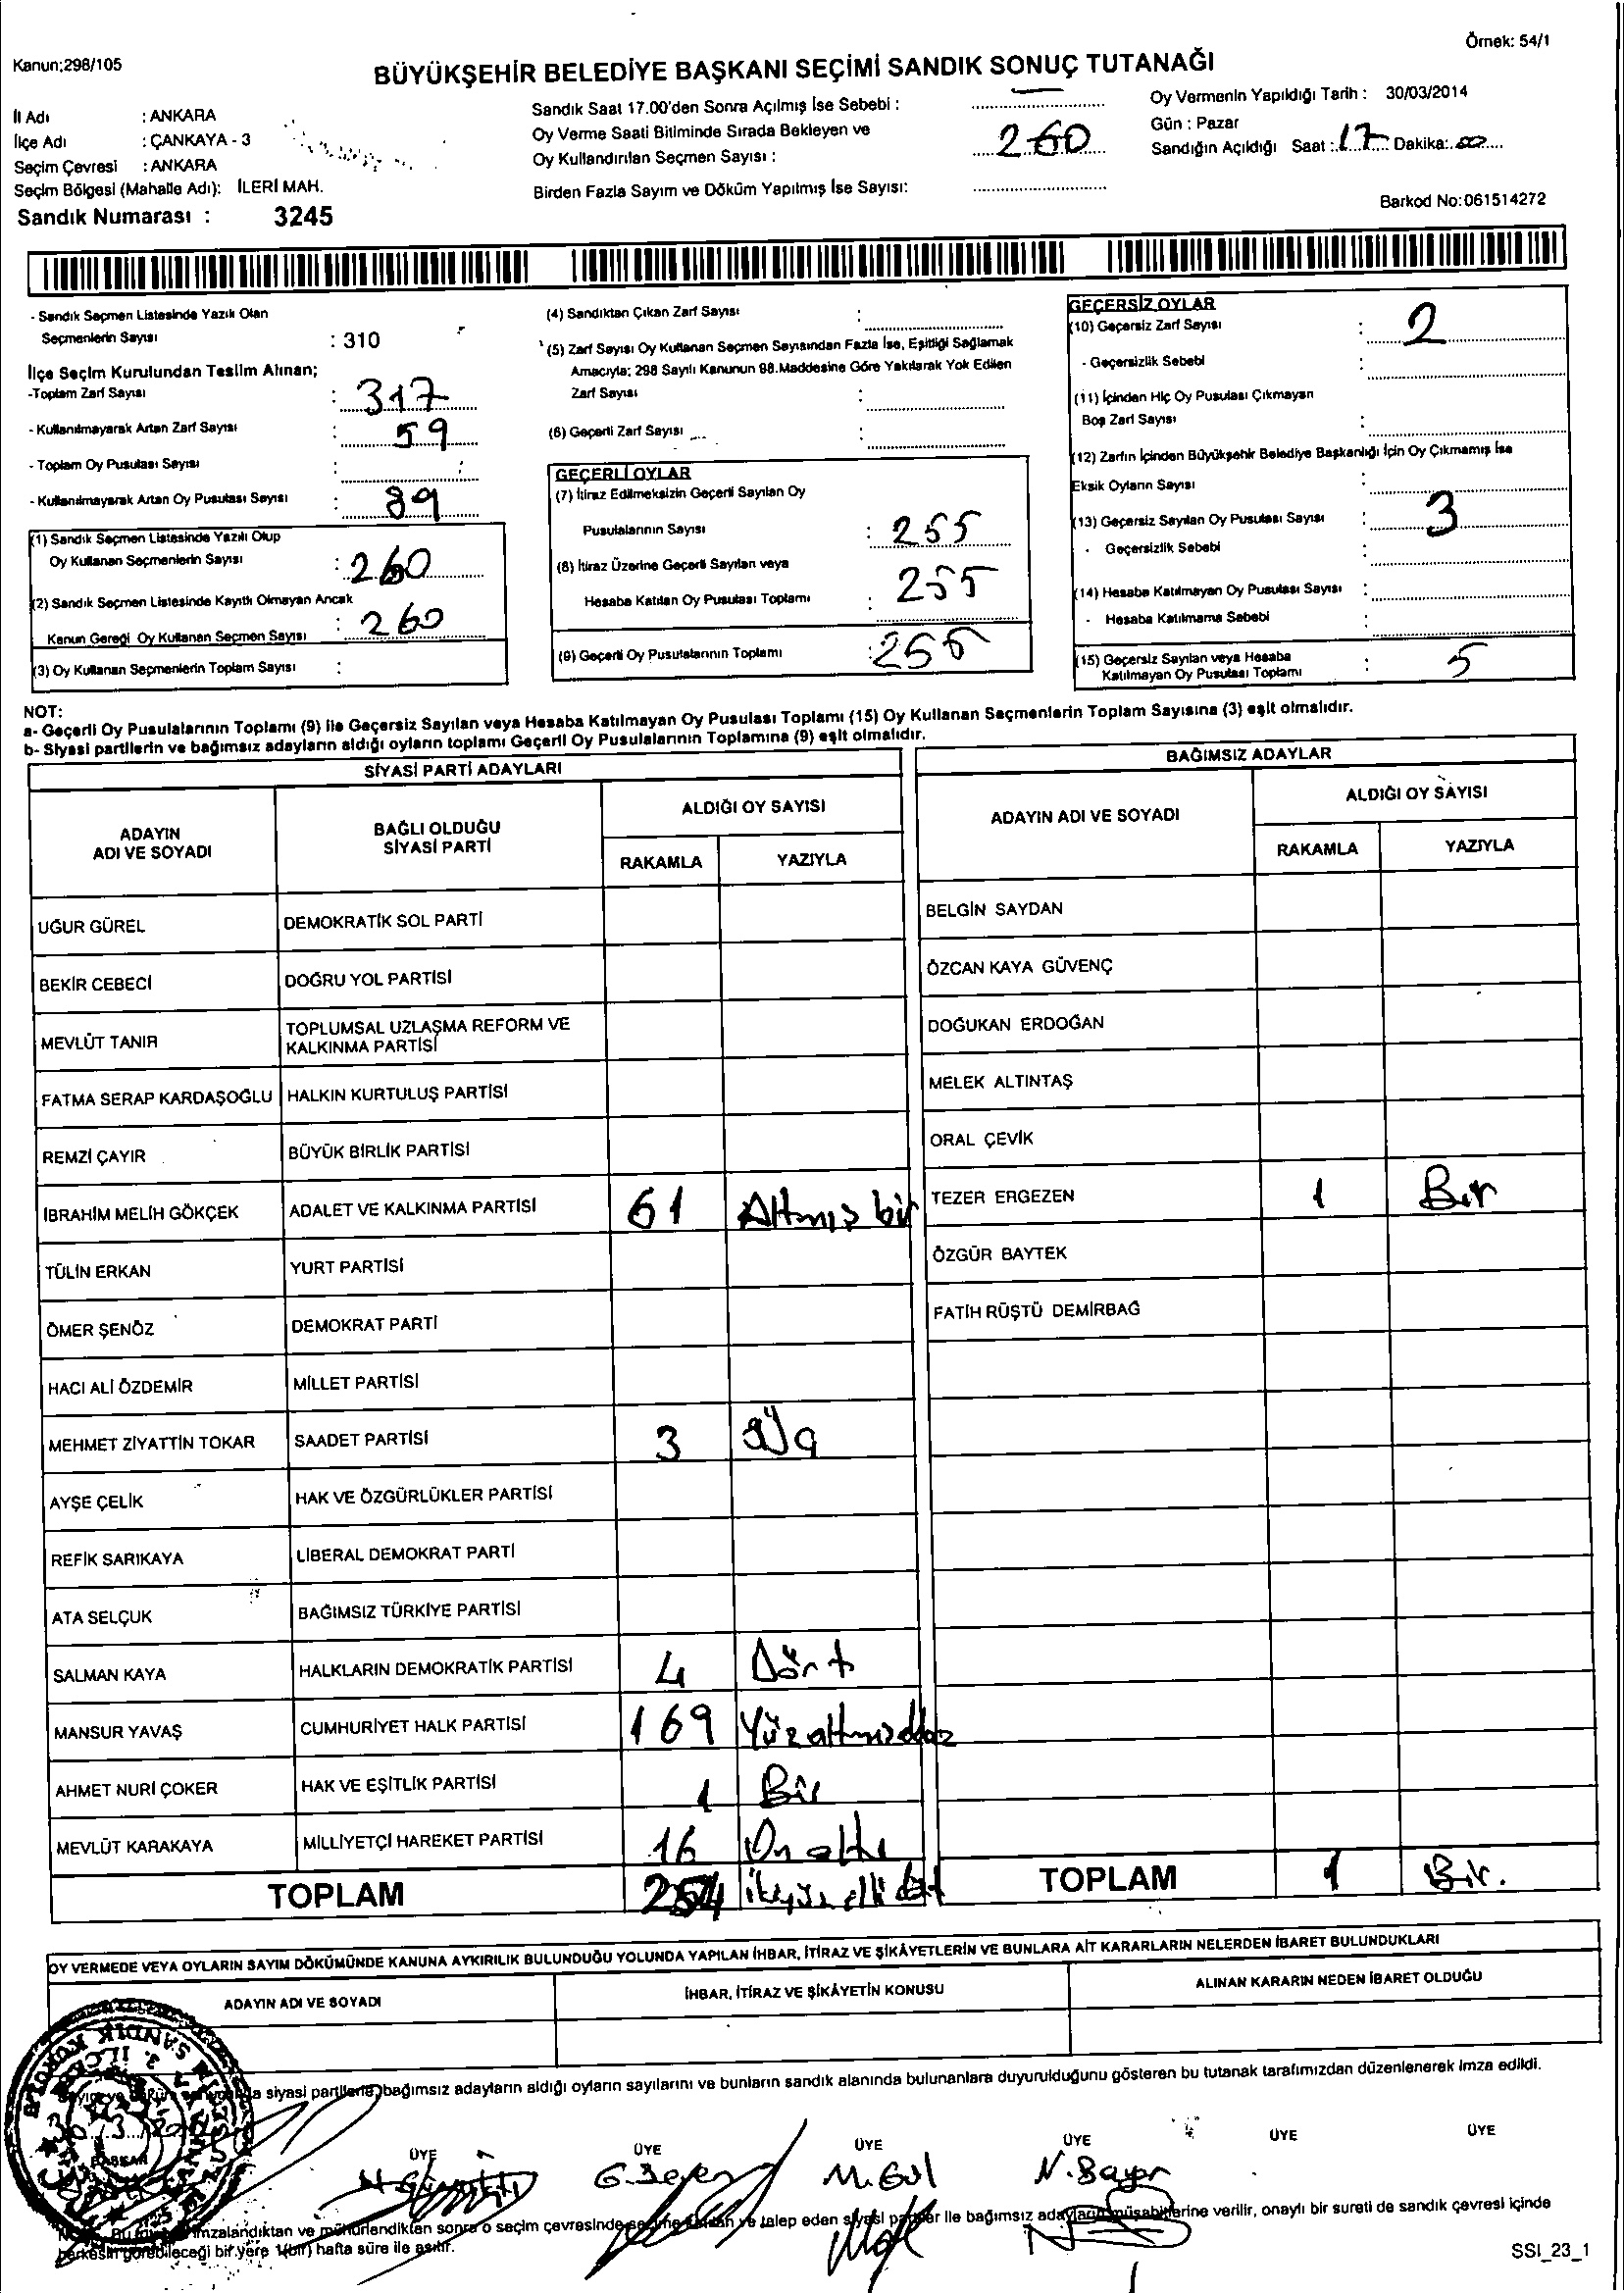 Örnek: 54/1
Kanun;298/105
BÜYÜKŞEHİR BELEDİYE BAŞKANI SEÇİMİ SANDIK SONUÇ TUTANAĞI
İl Adı : ANKARA
İlçe Adı : ÇANKAYA - 3
Seçim Çevresi : ANKARA
Seçim Bölgesi (Mahalle Adı): İLERİ MAH.
Sandık Numarası : 3245
Sandık Saat 17.00'den Sonra Açılmış İse Sebebi :
Oy Verme Saati Bitiminde Sırada Bekleyen ve
Oy Kullandırılan Seçmen Sayısı : 260
Birden Fazla Sayım ve Döküm Yapılmış İse Sayısı:
Oy Vermenin Yapıldığı Tarih : 30/03/2014
Gün : Pazar
Sandığın Açıldığı Saat : 17 Dakika: 00
Barkod No:061514272
- Sandık Seçmen Listesinde Yazılı Olan
Seçmenlerin Sayısı : 310
İlçe Seçim Kurulundan Teslim Alınan;
-Toplam Zarf Sayısı : 317
- Kullanılmayarak Artan Zarf Sayısı : 59
- Toplam Oy Pusulası Sayısı :
- Kullanılmayarak Artan Oy Pusulası Sayısı : 89
(1) Sandık Seçmen Listesinde Yazılı Olup
Oy Kullanan Seçmenlerin Sayısı : 260
(2) Sandık Seçmen Listesinde Kayıtlı Olmayan Ancak
Kanun Gereği Oy Kullanan Seçmen Sayısı : 260
(3) Oy Kullanan Seçmenlerin Toplam Sayısı :
(4) Sandıktan Çıkan Zarf Sayısı :
(5) Zarf Sayısı Oy Kullanan Seçmen Sayısından Fazla İse, Eşitliği Sağlamak
Amacıyla; 298 Sayılı Kanunun 98.Maddesine Göre Yakılarak Yok Edilen
Zarf Sayısı :
(6) Geçerli Zarf Sayısı :
GEÇERLİ OYLAR
(7) İtiraz Edilmeksizin Geçerli Sayılan Oy
Pusulalarının Sayısı : 255
(8) İtiraz Üzerine Geçerli Sayılan veya
Hesaba Katılan Oy Pusulası Toplamı : 255
(9) Geçerli Oy Pusulalarının Toplamı : 255
GEÇERSİZ OYLAR
(10) Geçersiz Zarf Sayısı : 2
- Geçersizlik Sebebi :
(11) İçinden Hiç Oy Pusulası Çıkmayan
Boş Zarf Sayısı :
(12) Zarfın İçinden Büyükşehir Belediye Başkanlığı İçin Oy Çıkmamış İse
Eksik Oyların Sayısı :
(13) Geçersiz Sayılan Oy Pusulası Sayısı : 3
- Geçersizlik Sebebi :
(14) Hesaba Katılmayan Oy Pusulası Sayısı :
- Hesaba Katılmama Sebebi :
(15) Geçersiz Sayılan veya Hesaba
Katılmayan Oy Pusulası Toplamı : 5
NOT:
a- Geçerli Oy Pusulalarının Toplamı (9) ile Geçersiz Sayılan veya Hesaba Katılmayan Oy Pusulası Toplamı (15) Oy Kullanan Seçmenlerin Toplam Sayısına (3) eşit olmalıdır.
b- Siyasi partilerin ve bağımsız adayların aldığı oyların toplamı Geçerli Oy Pusulalarının Toplamına (9) eşit olmalıdır.
SİYASİ PARTİ ADAYLARI
ADAYIN ADI VE SOYADI BAĞLI OLDUĞU SİYASİ PARTİ ALDIĞI OY SAYISI
RAKAMLA YAZIYLA
UĞUR GÜREL DEMOKRATİK SOL PARTİ
BEKİR CEBECİ DOĞRU YOL PARTİSİ
MEVLÜT TANIR TOPLUMSAL UZLAŞMA REFORM VE KALKINMA PARTİSİ
FATMA SERAP KARDAŞOĞLU HALKIN KURTULUŞ PARTİSİ
REMZİ ÇAYIR BÜYÜK BİRLİK PARTİSİ
İBRAHİM MELİH GÖKÇEK ADALET VE KALKINMA PARTİSİ 61 Altmış bir
TÜLİN ERKAN YURT PARTİSİ
ÖMER ŞENÖZ DEMOKRAT PARTİ
HACI ALİ ÖZDEMİR MİLLET PARTİSİ
MEHMET ZİYATTİN TOKAR SAADET PARTİSİ 3 Üç
AYŞE ÇELİK HAK VE ÖZGÜRLÜKLER PARTİSİ
REFİK SARIKAYA LİBERAL DEMOKRAT PARTİ
ATA SELÇUK BAĞIMSIZ TÜRKİYE PARTİSİ
SALMAN KAYA HALKLARIN DEMOKRATİK PARTİSİ 4 Dört
MANSUR YAVAŞ CUMHURİYET HALK PARTİSİ 169 Yüzaltmışdokuz
AHMET NURİ ÇOKER HAK VE EŞİTLİK PARTİSİ 1 Bir
MEVLÜT KARAKAYA MİLLİYETÇİ HAREKET PARTİSİ 16 On altı
TOPLAM 254 ikiyüz elli dört
BAĞIMSIZ ADAYLAR
ADAYIN ADI VE SOYADI ALDIĞI OY SAYISI
RAKAMLA YAZIYLA
BELGİN SAYDAN
ÖZCAN KAYA GÜVENÇ
DOĞUKAN ERDOĞAN
MELEK ALTINTAŞ
ORAL ÇEVİK
TEZER ERGEZEN 1 Bir
ÖZGÜR BAYTEK
FATİH RÜŞTÜ DEMİRBAĞ
TOPLAM 1 Bir.
OY VERMEDE VEYA OYLARIN SAYIM DÖKÜMÜNDE KANUNA AYKIRILIK BULUNDUĞU YOLUNDA YAPILAN İHBAR, İTİRAZ VE ŞİKÂYETLERİN VE BUNLARA AİT KARARLARIN NELERDEN İBARET BULUNDUKLARI
ADAYIN ADI VE SOYADI İHBAR, İTİRAZ VE ŞİKÂYETİN KONUSU ALINAN KARARIN NEDEN İBARET OLDUĞU
siyasi partilerle, bağımsız adayların aldığı oyların sayılarını ve bunların sandık alanında bulunanlara duyurulduğunu gösteren bu tutanak tarafımızdan düzenlenerek imza edildi.
BAŞKAN ÜYE ÜYE ÜYE ÜYE ÜYE ÜYE
M. Gül
imzalandıktan ve mühürlendikten sonra o seçim çevresinde talep eden siyasi partiler ile bağımsız adayların müşahitlerine verilir, onaylı bir sureti de sandık çevresi içinde
herkesin görebileceği bir yere 1(bir) hafta süre ile asılır.
SSI_23_1